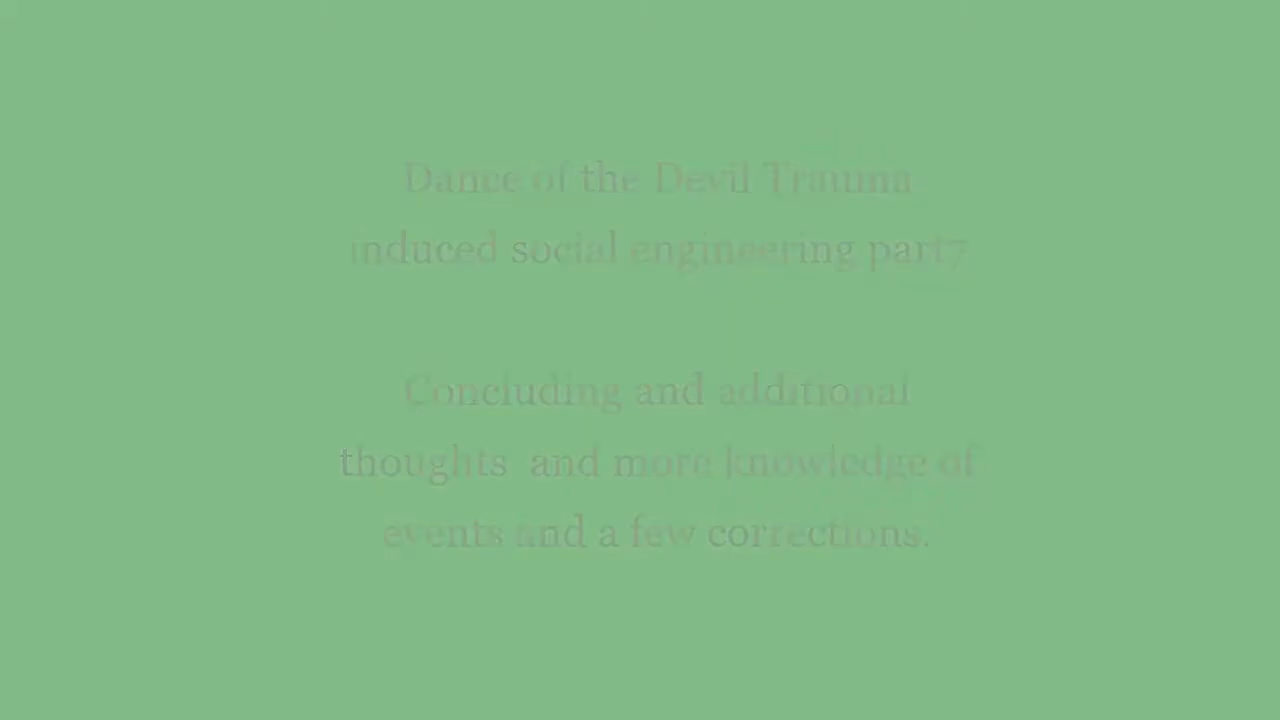 Dance of the Devil Trauma
induced social engineering part7
Concluding and additional
thoughts and more knowledge of
events and a few corrections.